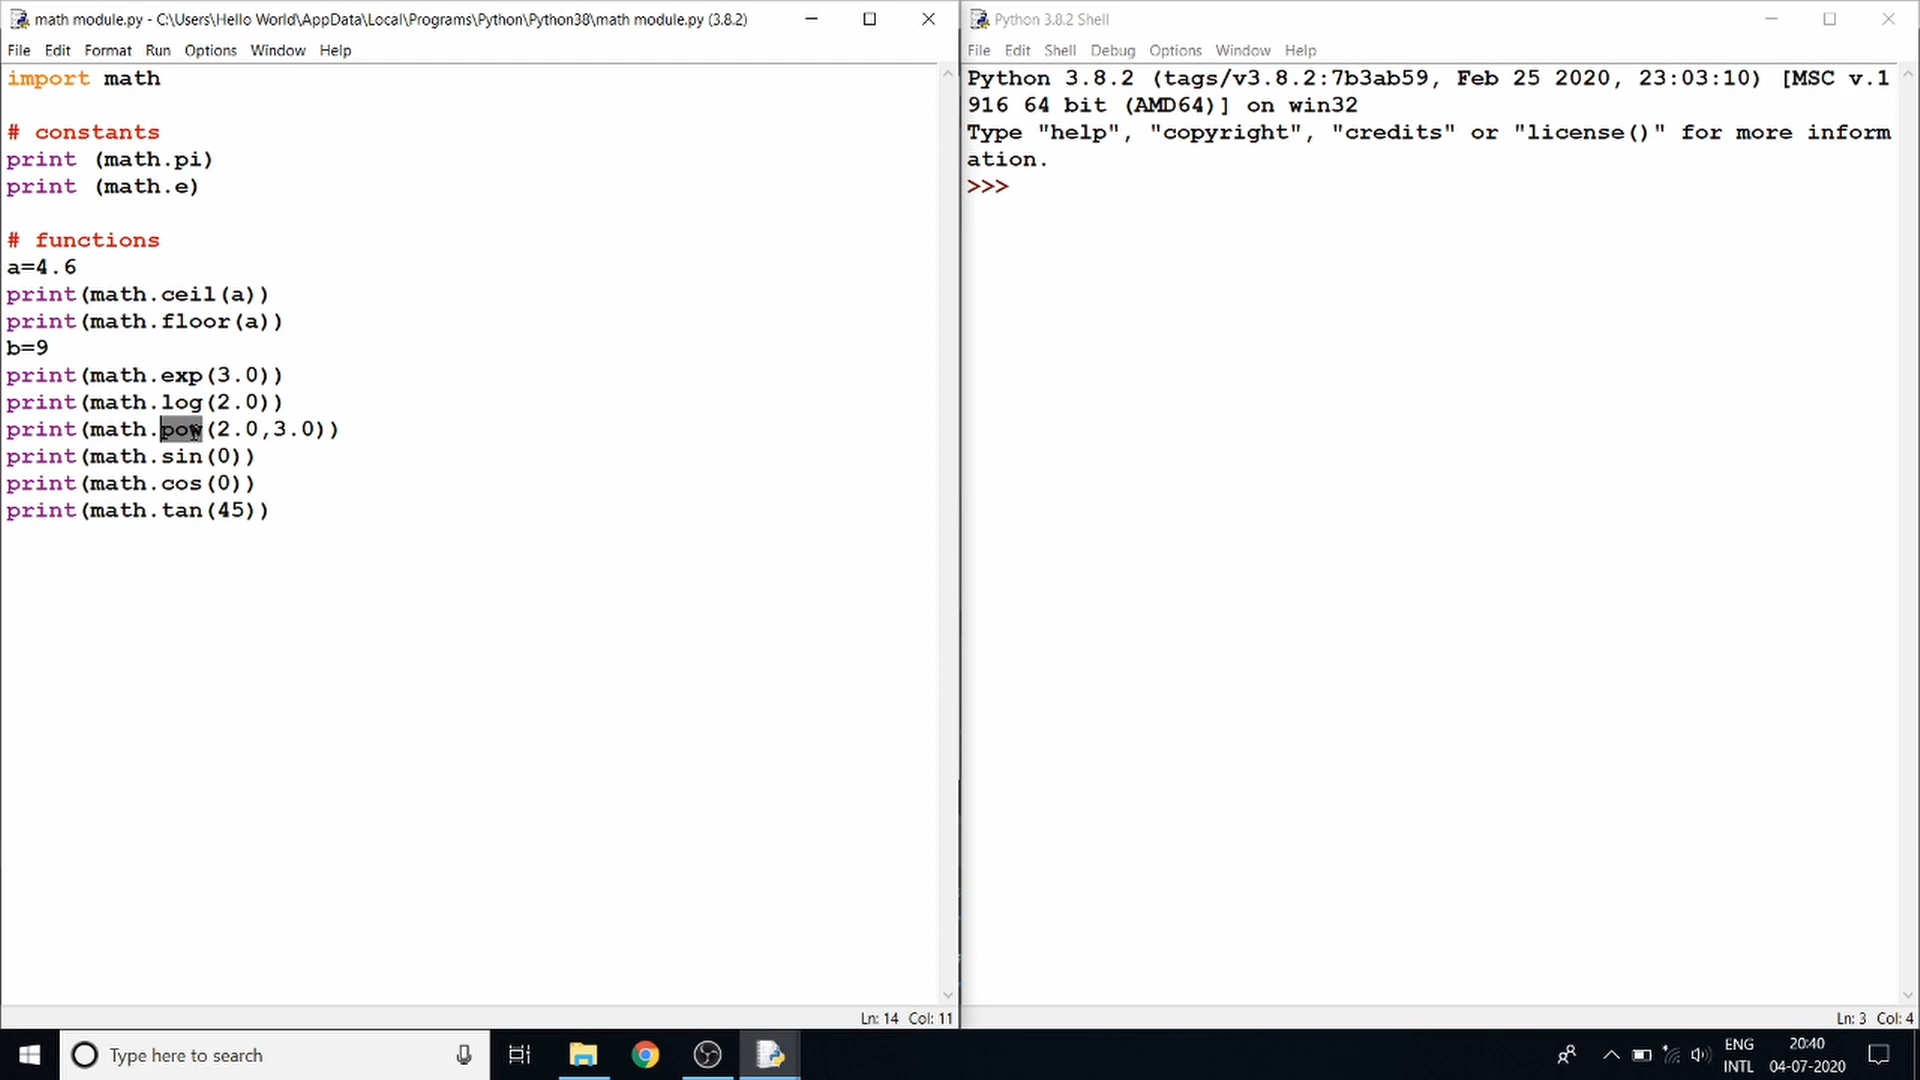 math module.py - C:\Users\Hello World\AppData\Local\Programs\Python\Python38\math module.py (3.8.2)
File Edit Format Run Options Window Help
import math
# constants
print (math.pi)
print (math.e)
# functions
a=4.6
print(math.ceil(a))
print(math.floor(a))
b=9
print(math.exp(3.0))
print(math.log(2.0))
print(math.pow(2.0,3.0))
print(math.sin(0))
print(math.cos(0))
print(math.tan(45))
Ln: 14 Col: 11
Python 3.8.2 Shell
File Edit Shell Debug Options Window Help
Python 3.8.2 (tags/v3.8.2:7b3ab59, Feb 25 2020, 23:03:10) [MSC v.1
916 64 bit (AMD64)] on win32
Type "help", "copyright", "credits" or "license()" for more inform
ation.
>>>
Ln: 3 Col: 4
Type here to search
ENG
INTL
20:40
04-07-2020